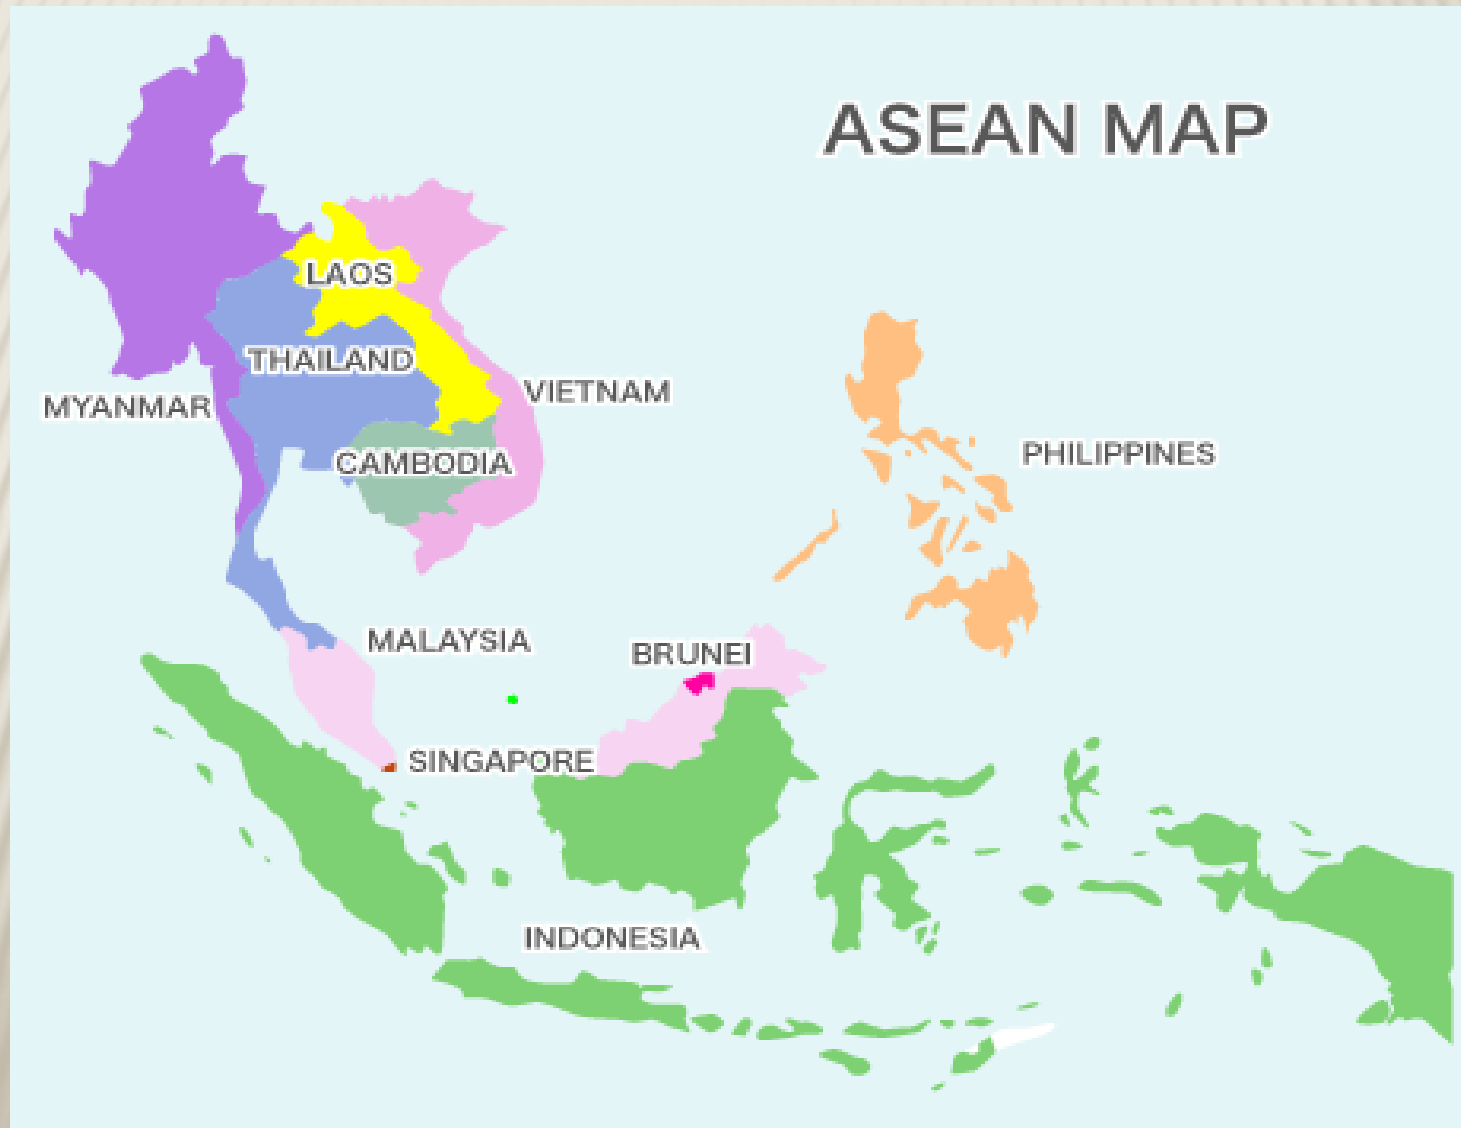 ASEAN MAP
LAOS
THAILAND
MYANMAR
VIETNAM
CAMBODIA
PHILIPPINES
MALAYSIA
BRUNEI
SINGAPORE
INDONESIA